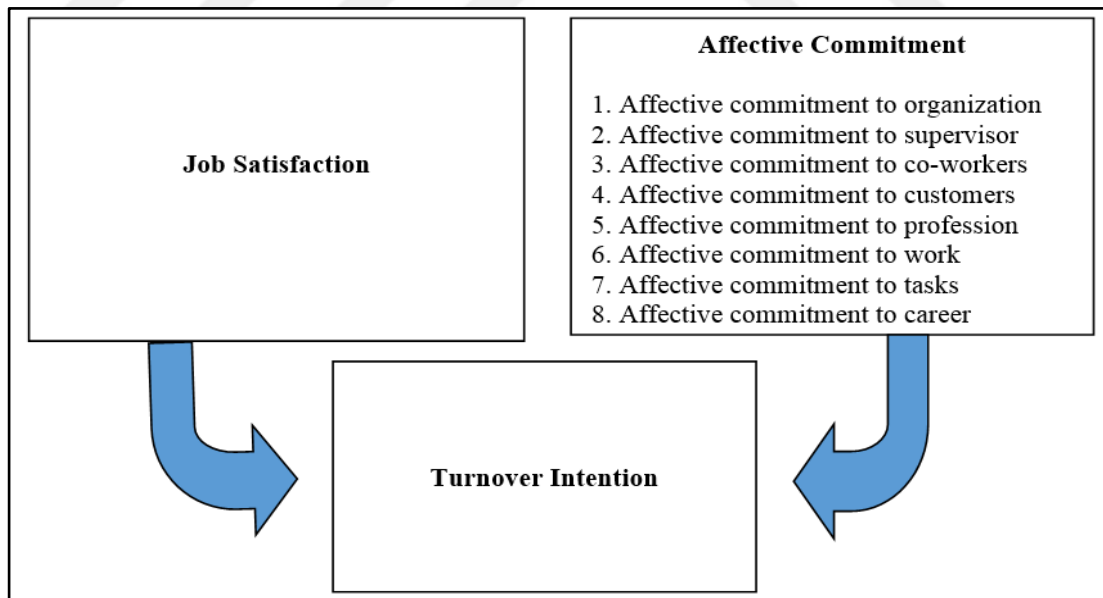 Job Satisfaction
Affective Commitment
1. Affective commitment to organization
2. Affective commitment to supervisor
3. Affective commitment to co-workers
4. Affective commitment to customers
5. Affective commitment to profession
6. Affective commitment to work
7. Affective commitment to tasks
8. Affective commitment to career
Turnover Intention